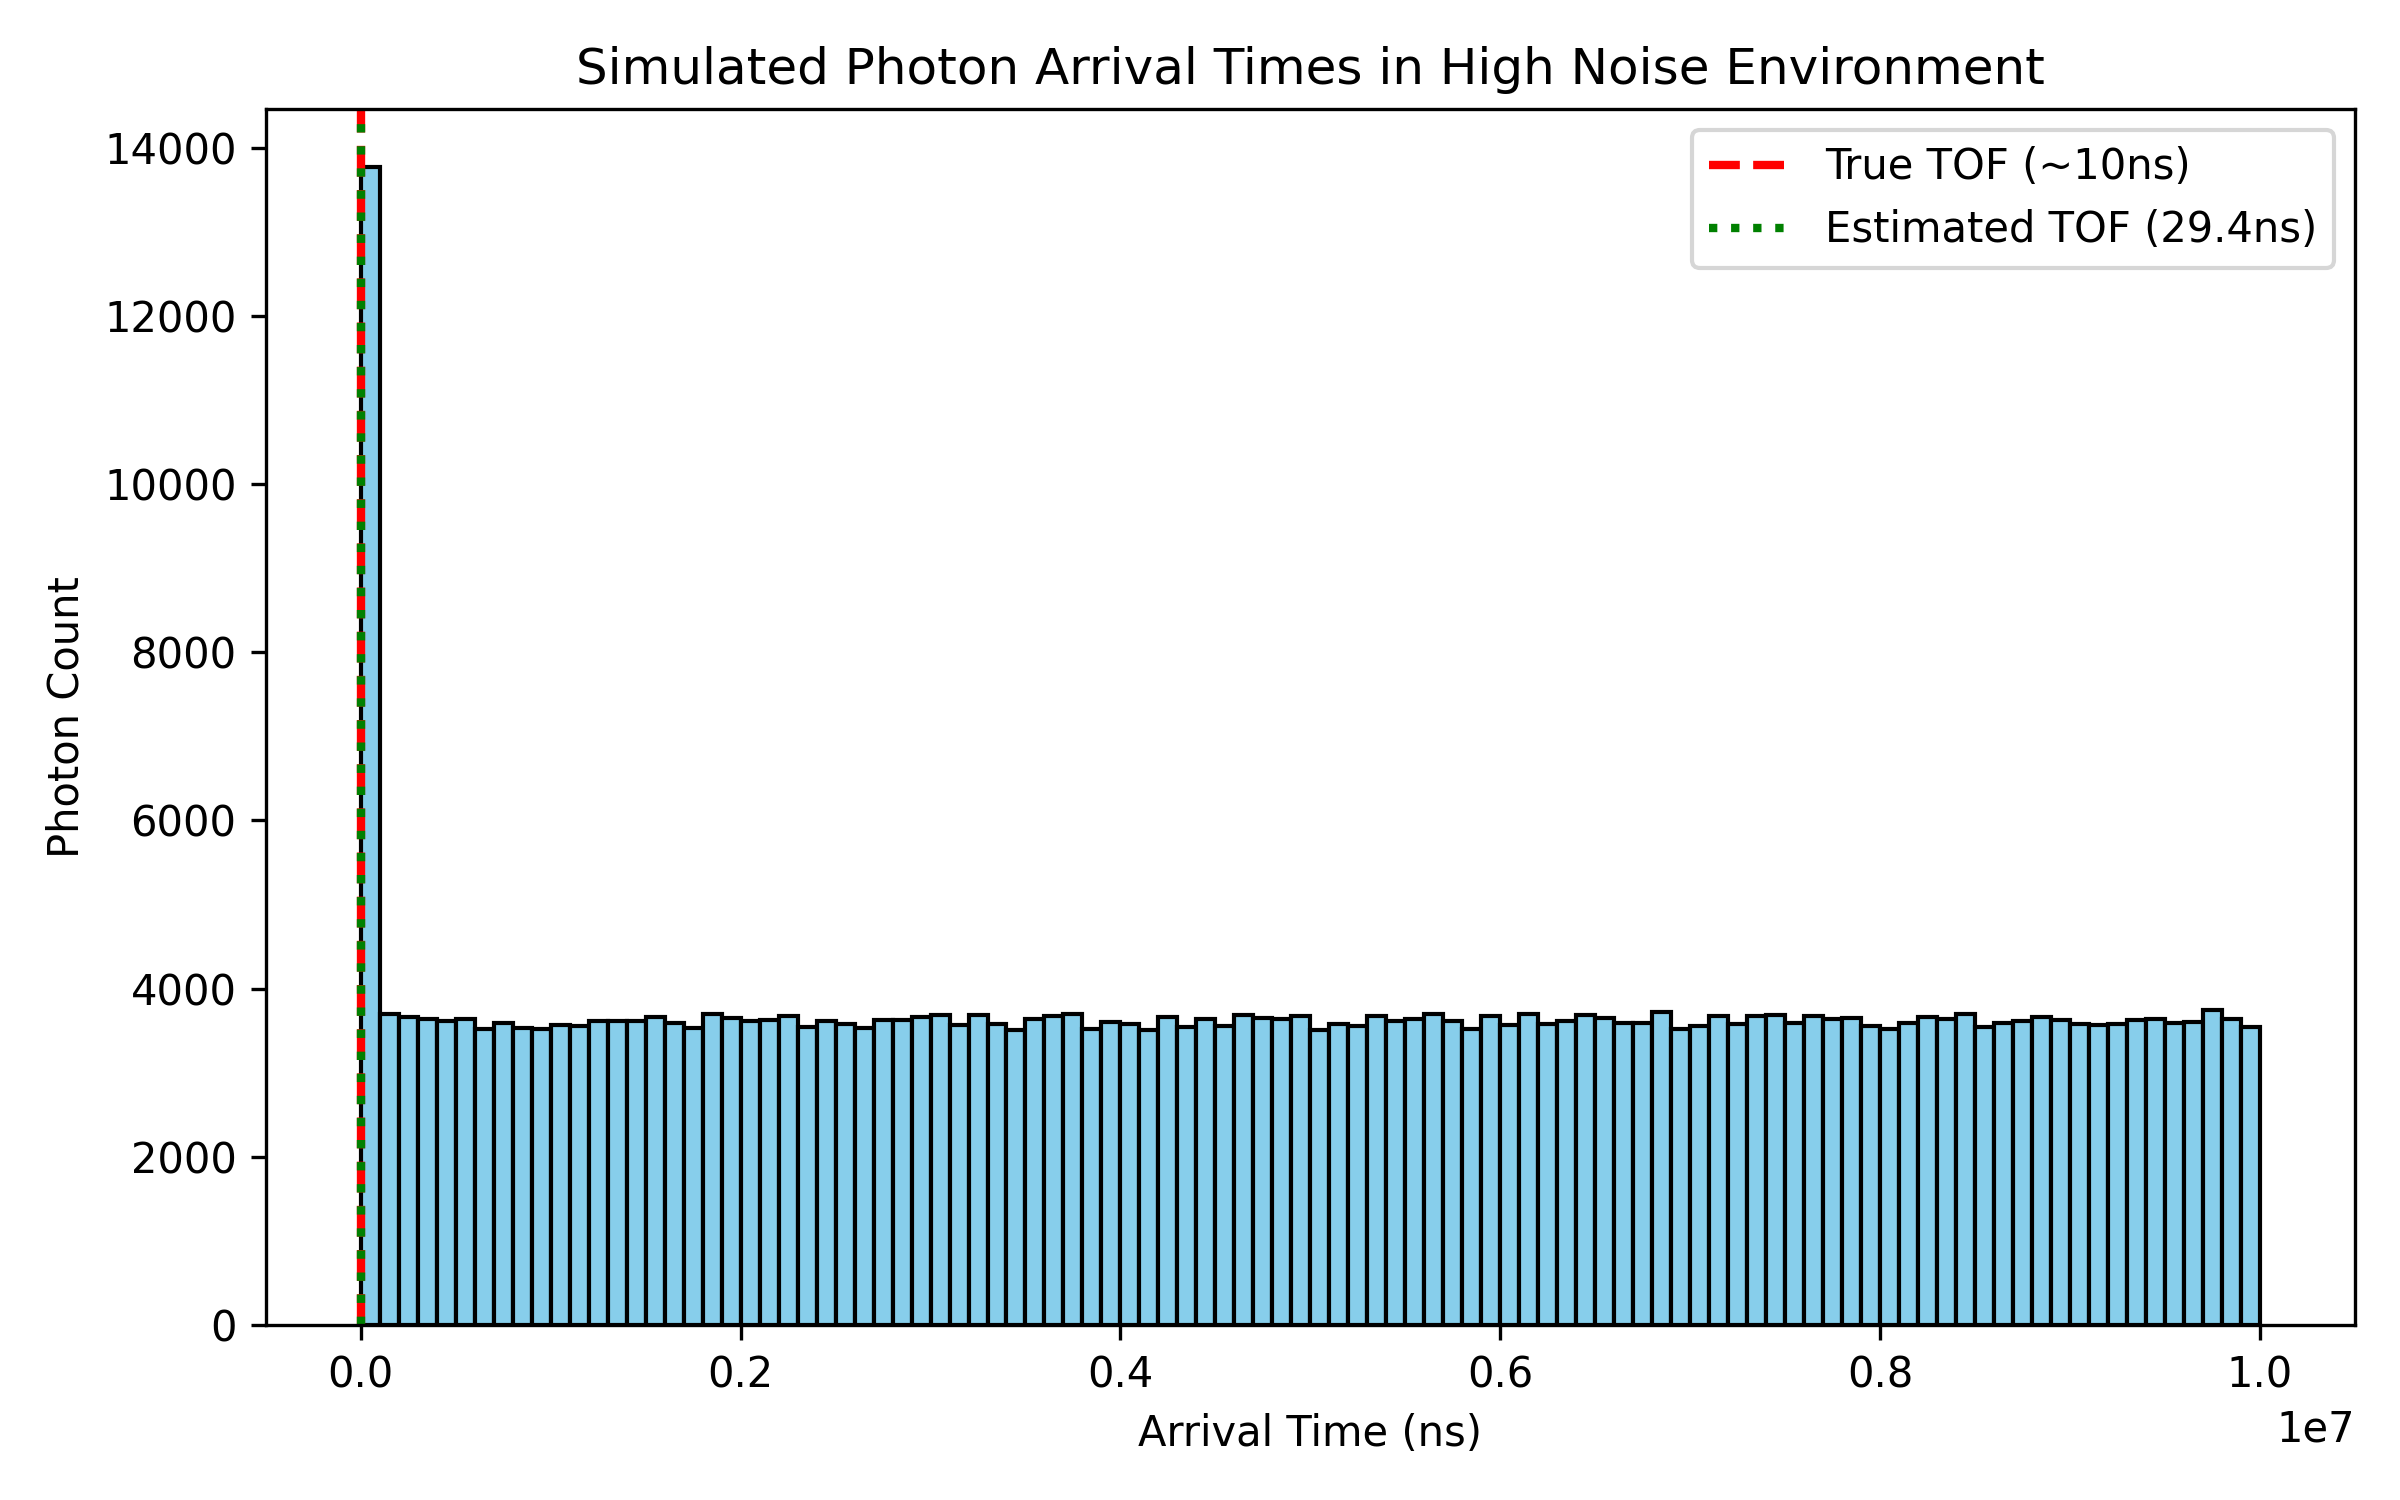 Simulated Photon Arrival Times in High Noise Environment
True TOF (~10ns)
Estimated TOF (29.4ns)
14000
12000
10000
8000
6000
4000
2000
0
Photon Count
0.0 0.2 0.4 0.6 0.8 1.0
1e7
Arrival Time (ns)